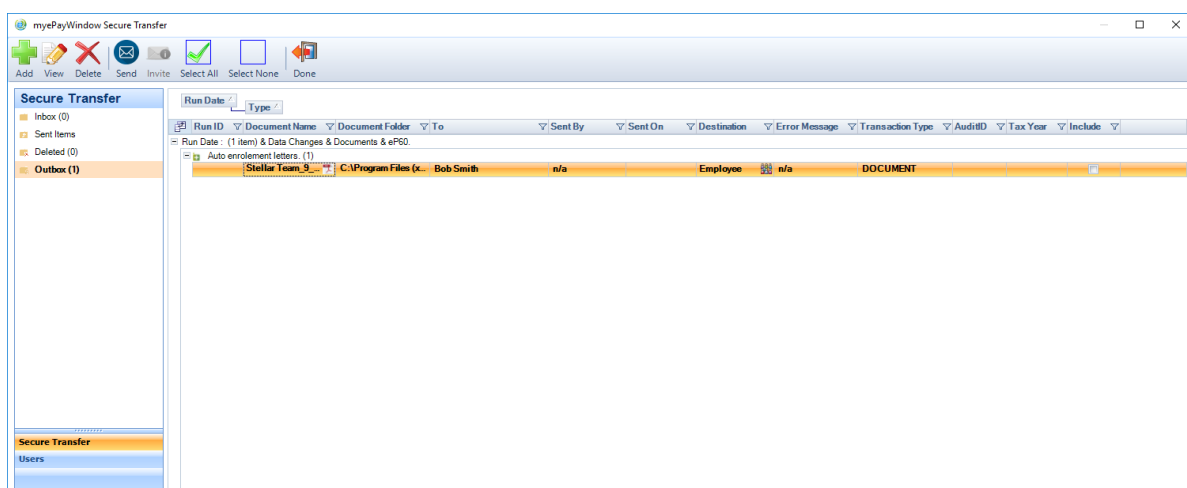 myePayWindow Secure Transfer
Add View Delete Send Invite Select All Select None Done
Secure Transfer
Inbox (0)
Sent Items
Deleted (0)
Outbox (1)
Secure Transfer
Users
Run Date
Type
Run ID Document Name Document Folder To Sent By Sent On Destination Error Message Transaction Type AuditID Tax Year Include
Run Date : (1 item) & Data Changes & Documents & eP60.
Auto enrolement letters. (1)
Stellar Team_9_... C:\Program Files (x... Bob Smith n/a Employee n/a DOCUMENT